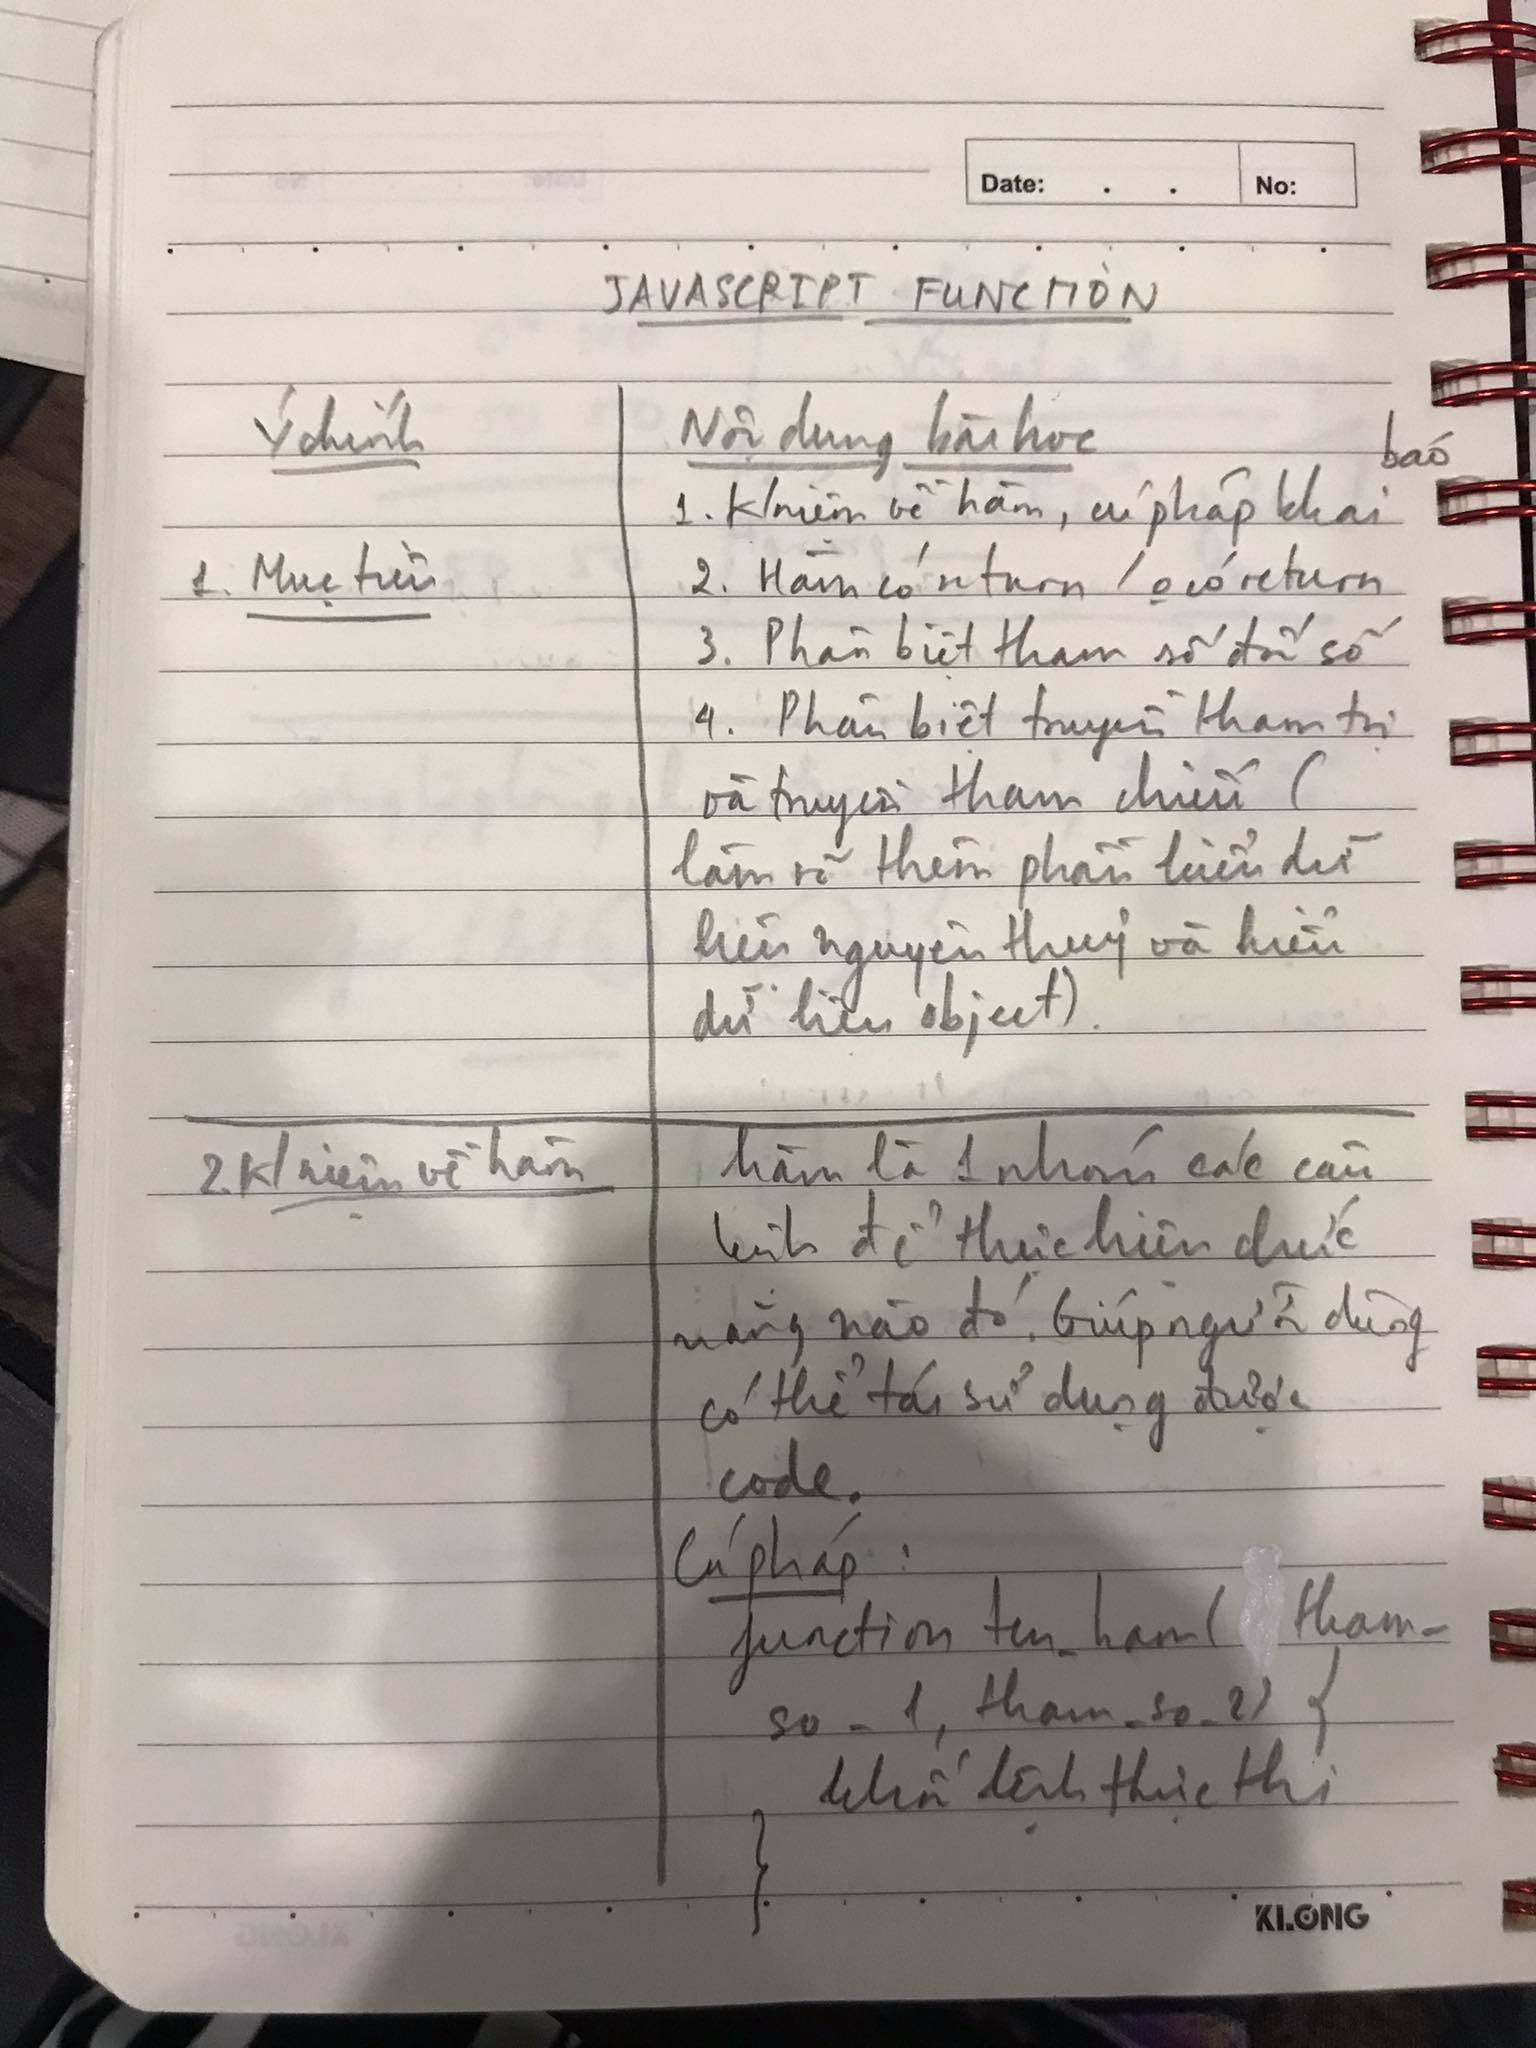 Date: . . No:
JAVASCRIPT FUNCTION
Ý chính
Nội dung bài học
1. Mục tiêu
1. K/niệm về hàm, cú pháp khai báo
2. Hàm có return / o có return
3. Phân biệt tham số đối số
4. Phân biệt truyền tham trị
và truyền tham chiếu (
làm rõ thêm phần kiểu dữ
liệu nguyên thuỷ và kiểu
dữ liệu object).
2. K/niệm về hàm
hàm là 1 nhóm các câu
lệnh để thực hiện chức
năng nào đó. Giúp người dùng
có thể tái sử dụng được
code.
Cú pháp :
function ten_ham( tham_
so_1, tham_so_2) {
khối lệnh thực thi
}
KLONG